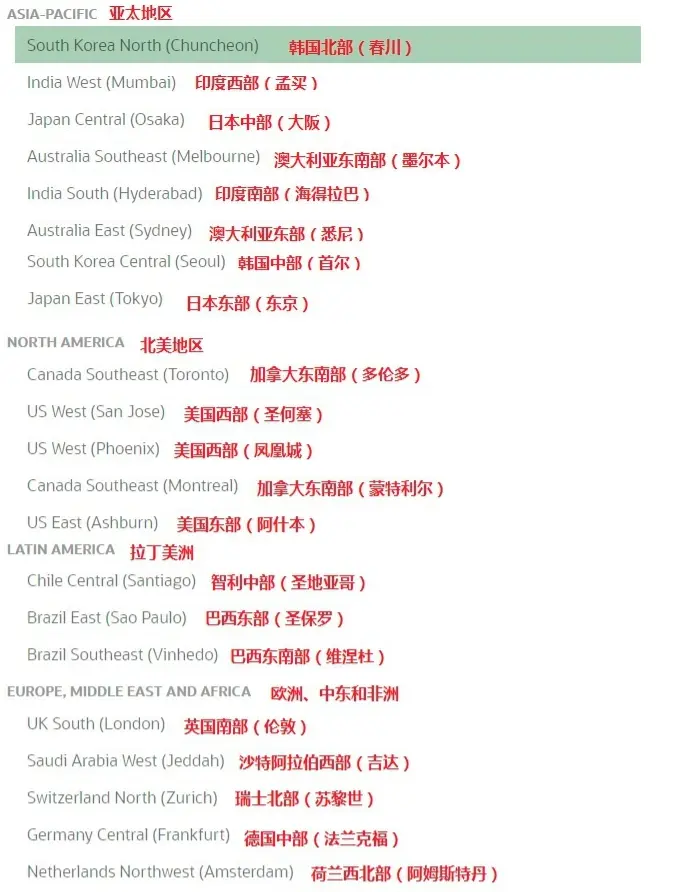 ASIA-PACIFIC 亚太地区
South Korea North (Chuncheon) 韩国北部（春川）
India West (Mumbai) 印度西部（孟买）
Japan Central (Osaka) 日本中部（大阪）
Australia Southeast (Melbourne) 澳大利亚东南部（墨尔本）
India South (Hyderabad) 印度南部（海得拉巴）
Australia East (Sydney) 澳大利亚东部（悉尼）
South Korea Central (Seoul) 韩国中部（首尔）
Japan East (Tokyo) 日本东部（东京）
NORTH AMERICA 北美地区
Canada Southeast (Toronto) 加拿大东南部（多伦多）
US West (San Jose) 美国西部（圣何塞）
US West (Phoenix) 美国西部（凤凰城）
Canada Southeast (Montreal) 加拿大东南部（蒙特利尔）
US East (Ashburn) 美国东部（阿什本）
LATIN AMERICA 拉丁美洲
Chile Central (Santiago) 智利中部（圣地亚哥）
Brazil East (Sao Paulo) 巴西东部（圣保罗）
Brazil Southeast (Vinhedo) 巴西东南部（维涅杜）
EUROPE, MIDDLE EAST AND AFRICA 欧洲、中东和非洲
UK South (London) 英国南部（伦敦）
Saudi Arabia West (Jeddah) 沙特阿拉伯西部（吉达）
Switzerland North (Zurich) 瑞士北部（苏黎世）
Germany Central (Frankfurt) 德国中部（法兰克福）
Netherlands Northwest (Amsterdam) 荷兰西北部（阿姆斯特丹）